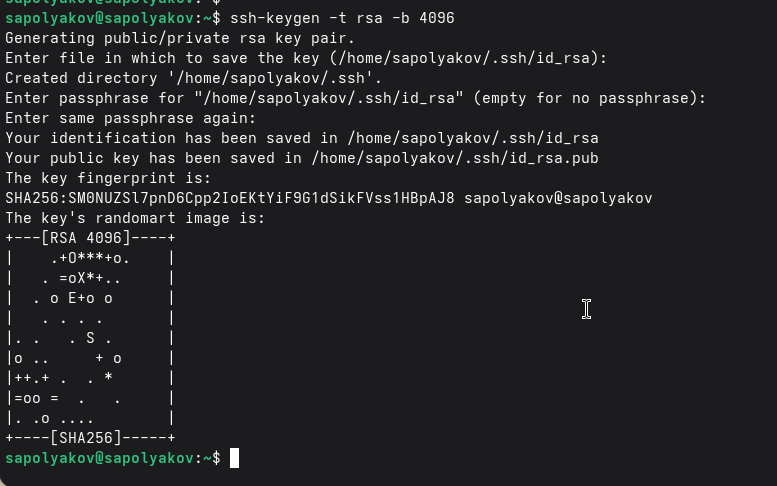 sapolyakov@sapolyakov:~$ ssh-keygen -t rsa -b 4096
Generating public/private rsa key pair.
Enter file in which to save the key (/home/sapolyakov/.ssh/id_rsa):
Created directory '/home/sapolyakov/.ssh'.
Enter passphrase for "/home/sapolyakov/.ssh/id_rsa" (empty for no passphrase):
Enter same passphrase again:
Your identification has been saved in /home/sapolyakov/.ssh/id_rsa
Your public key has been saved in /home/sapolyakov/.ssh/id_rsa.pub
The key fingerprint is:
SHA256:SM0NUZSl7pnD6Cpp2IoEKtYiF9G1dSikFVss1HBpAJ8 sapolyakov@sapolyakov
The key's randomart image is:
+---[RSA 4096]----+
|    .+O***+o.    |
|   . =oX*+..     |
|  . o E+o o      |
|   . . . .       |
|. .   . S .      |
|o ..     + o     |
|++.+ .  . *      |
|=oo =  .   .     |
|. .o ....        |
+----[SHA256]-----+
sapolyakov@sapolyakov:~$